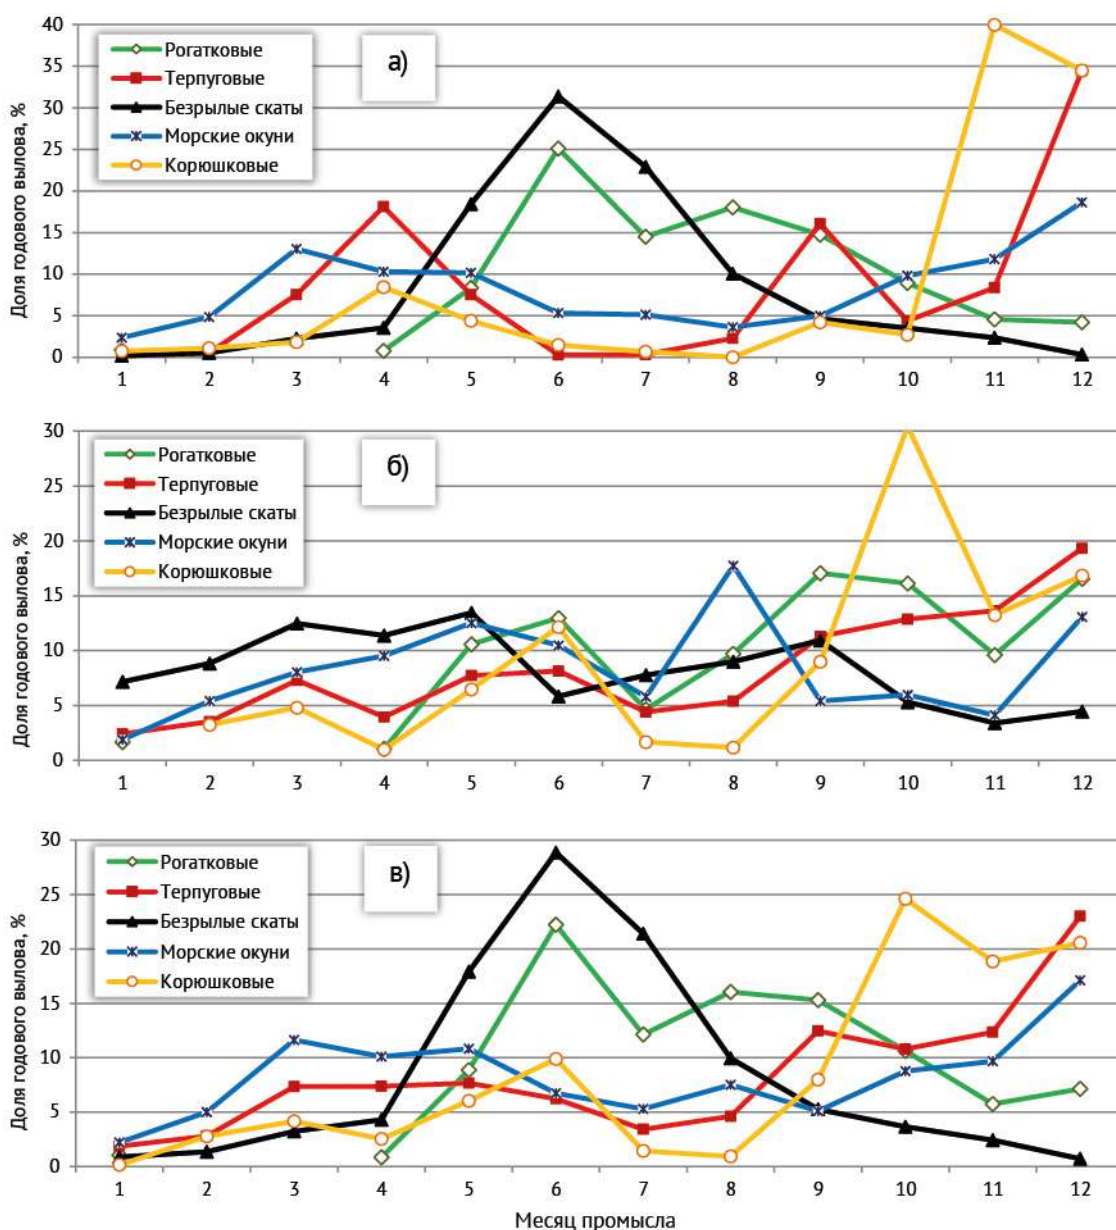 а)
Доля годового вылова, %
40
35
30
25
20
15
10
5
0
Рогатковые
Терпуговые
Безрылые скаты
Морские окуни
Корюшковые
1 2 3 4 5 6 7 8 9 10 11 12
б)
Доля годового вылова, %
30
25
20
15
10
5
0
Рогатковые
Терпуговые
Безрылые скаты
Морские окуни
Корюшковые
1 2 3 4 5 6 7 8 9 10 11 12
в)
Доля годового вылова, %
30
25
20
15
10
5
0
Рогатковые
Терпуговые
Безрылые скаты
Морские окуни
Корюшковые
1 2 3 4 5 6 7 8 9 10 11 12
Месяц промысла